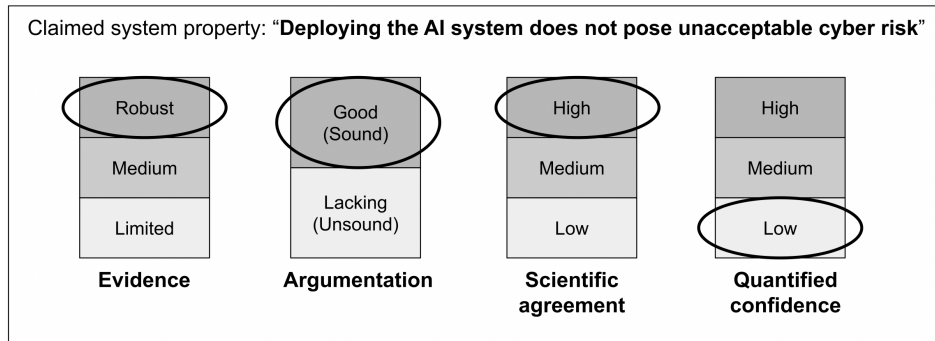 Claimed system property: “Deploying the AI system does not pose unacceptable cyber risk”
Robust
Medium
Limited
Evidence
Good
(Sound)
Lacking
(Unsound)
Argumentation
High
Medium
Low
Scientific
agreement
High
Medium
Low
Quantified
confidence